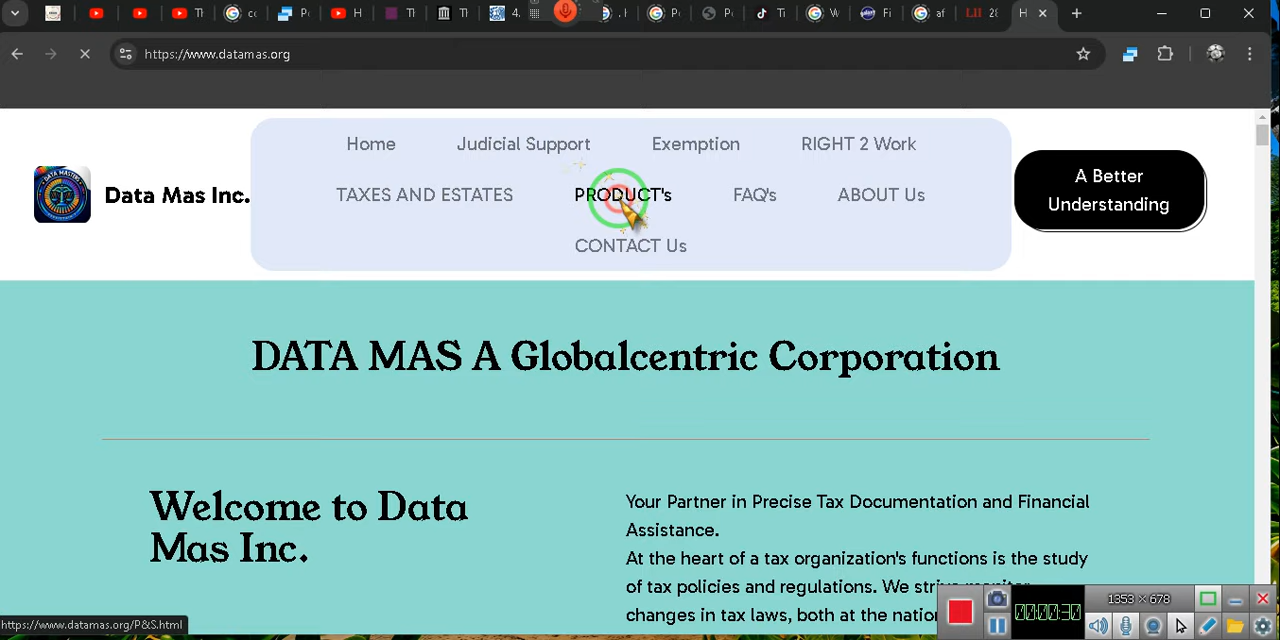 https://www.datamas.org
Data Mas Inc.
Home Judicial Support Exemption RIGHT 2 Work
TAXES AND ESTATES PRODUCT's FAQ's ABOUT Us
CONTACT Us
A Better
Understanding
DATA MAS A Globalcentric Corporation
Welcome to Data
Mas Inc.
Your Partner in Precise Tax Documentation and Financial
Assistance.
At the heart of a tax organization's functions is the study
of tax policies and regulations. We
changes in tax laws, both at the
https://www.datamas.org/P&S.html
1353 x 678
00:00:30